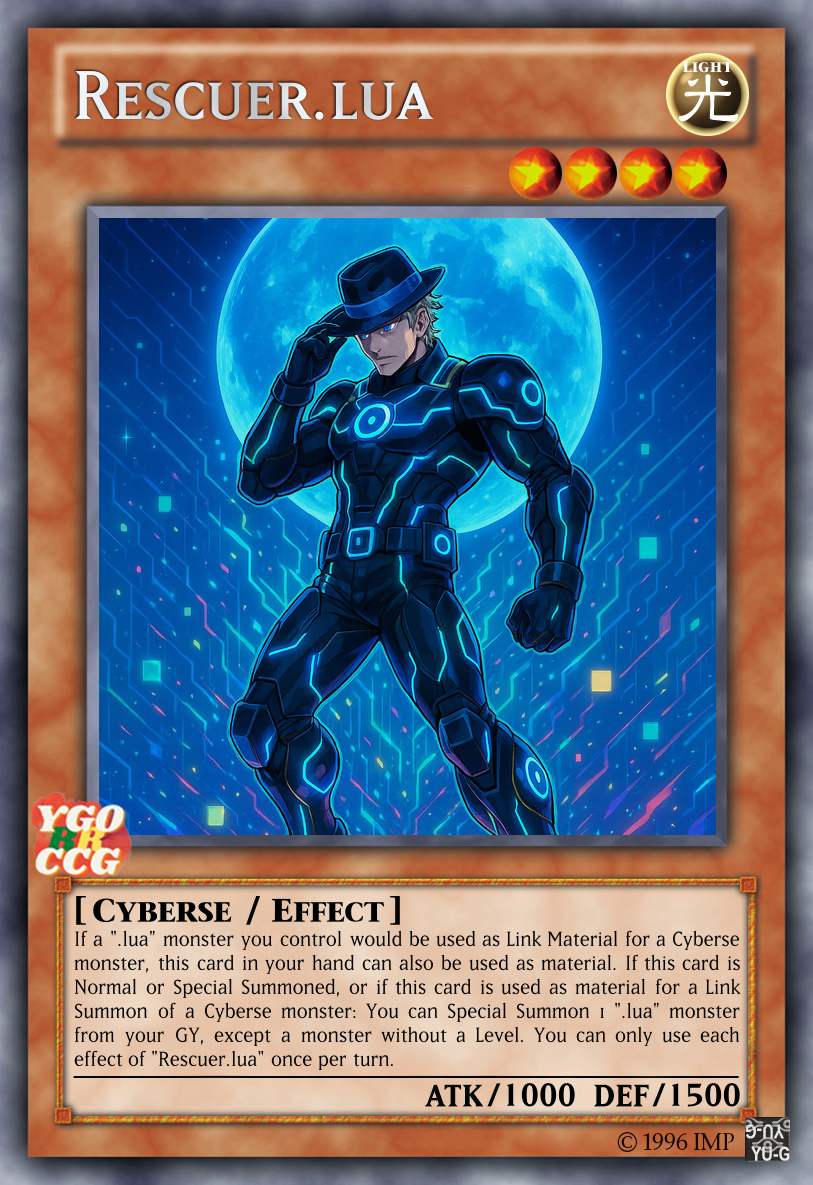 Rescuer.lua
LIGHT
光
YGO
BR
CCG
[ Cyberse / Effect ]
If a ".lua" monster you control would be used as Link Material for a Cyberse
monster, this card in your hand can also be used as material. If this card is
Normal or Special Summoned, or if this card is used as material for a Link
Summon of a Cyberse monster: You can Special Summon 1 ".lua" monster
from your GY, except a monster without a Level. You can only use each
effect of "Rescuer.lua" once per turn.
ATK/1000 DEF/1500
© 1996 IMP
YU-G